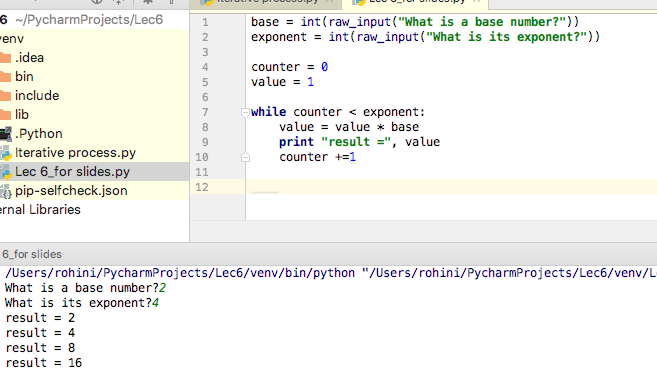 6 ~/PycharmProjects/Lec6
venv
.idea
bin
include
lib
.Python
Iterative process.py
Lec 6_for slides.py
pip-selfcheck.json
ernal Libraries
Iterative process.py
Lec 6_for slides.py
1 base = int(raw_input("What is a base number?"))
2 exponent = int(raw_input("What is its exponent?"))
3
4 counter = 0
5 value = 1
6
7 while counter < exponent:
8 value = value * base
9 print "result =", value
10 counter +=1
11
12
6_for slides
/Users/rohini/PycharmProjects/Lec6/venv/bin/python "/Users/rohini/PycharmProjects/Lec6/venv/L
What is a base number?2
What is its exponent?4
result = 2
result = 4
result = 8
result = 16